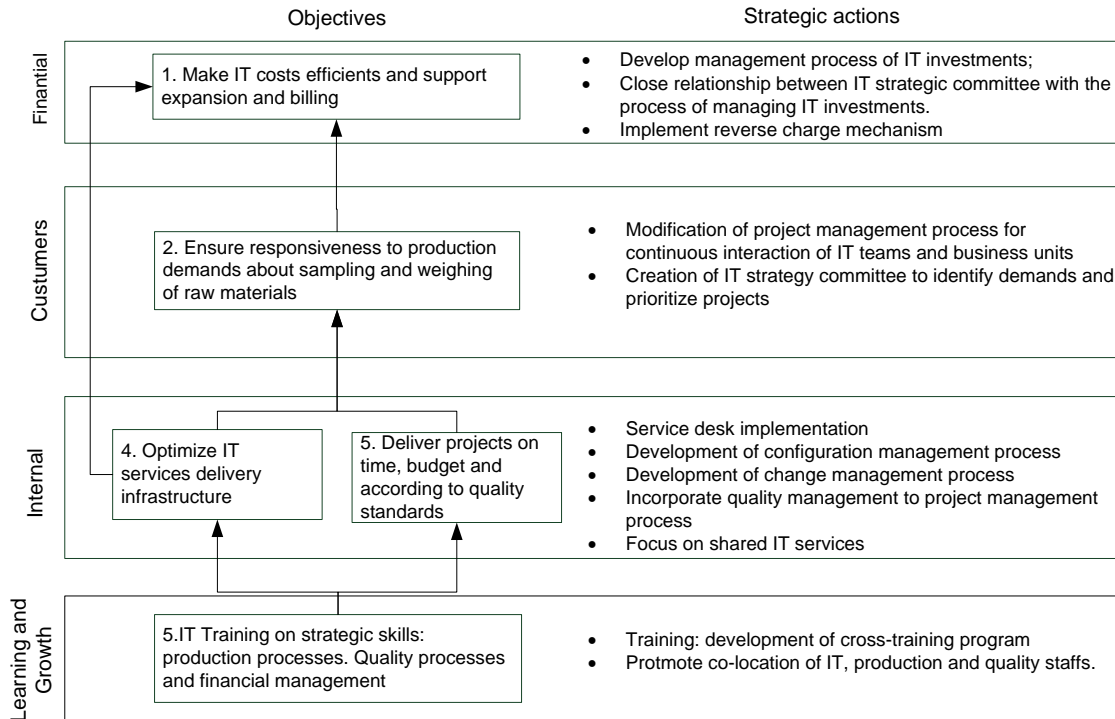 Objectives
Strategic actions
Finantial
1. Make IT costs efficients and support
expansion and billing
• Develop management process of IT investments;
• Close relationship between IT strategic committee with the
process of managing IT investments.
• Implement reverse charge mechanism
Custumers
2. Ensure responsiveness to production
demands about sampling and weighing
of raw materials
• Modification of project management process for
continuous interaction of IT teams and business units
• Creation of IT strategy committee to identify demands and
prioritize projects
Internal
4. Optimize IT
services delivery
infrastructure
5. Deliver projects on
time, budget and
according to quality
standards
• Service desk implementation
• Development of configuration management process
• Development of change management process
• Incorporate quality management to project management
process
• Focus on shared IT services
Learning and
Growth
5.IT Training on strategic skills:
production processes. Quality processes
and financial management
• Training: development of cross-training program
• Protmote co-location of IT, production and quality staffs.